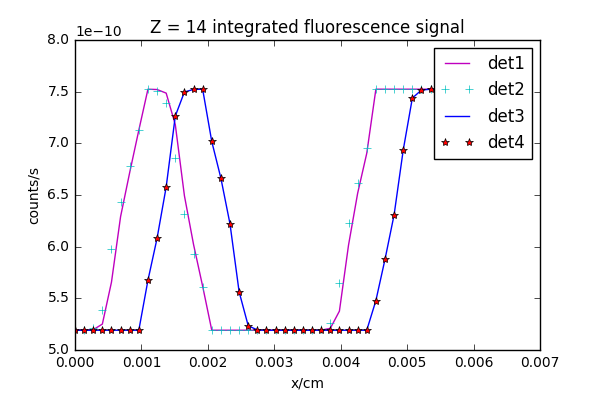 Z = 14 integrated fluorescence signal
1e−10
8.0
7.5
7.0
6.5
6.0
5.5
5.0
counts/s
det1
det2
det3
det4
0.000 0.001 0.002 0.003 0.004 0.005 0.006 0.007
x/cm